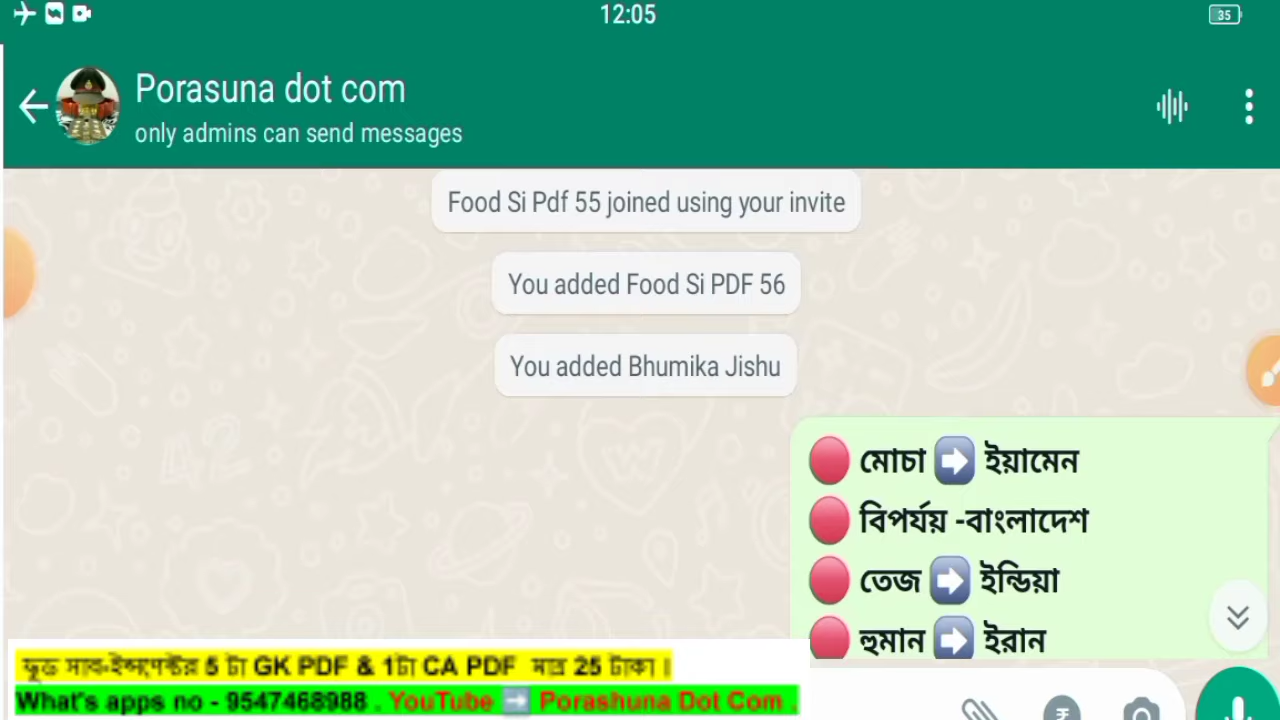 12:05
35
Porasuna dot com
only admins can send messages
Food Si Pdf 55 joined using your invite
You added Food Si PDF 56
You added Bhumika Jishu
🔴 মোচা ➡️ ইয়ামেন
🔴 বিপর্যয় -বাংলাদেশ
🔴 তেজ ➡️ ইন্ডিয়া
🔴 হুমান ➡️ ইরান
ফুড সাব-ইন্সপেক্টর 5 টা GK PDF & 1টা CA PDF মাত্র 25 টাকা ।
What's apps no - 9547468988 . YouTube ➡️ Porashuna Dot Com .